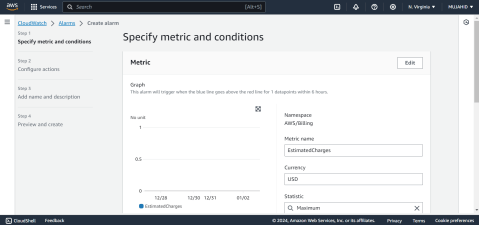 aws
Services
Search
[Alt+S]
N. Virginia
MUJAHID
CloudWatch > Alarms > Create alarm
Step 1
Specify metric and conditions
Step 2
Configure actions
Step 3
Add name and description
Step 4
Preview and create
Specify metric and conditions
Metric
Edit
Graph
This alarm will trigger when the blue line goes above the red line for 1 datapoints within 6 hours.
No unit
1
0.5
0
12/28
12/30
12/31
01/02
EstimatedCharges
Namespace
AWS/Billing
Metric name
EstimatedCharges
Currency
USD
Statistic
Maximum
CloudShell
Feedback
© 2024, Amazon Web Services, Inc. or its affiliates.
Privacy
Terms
Cookie preferences